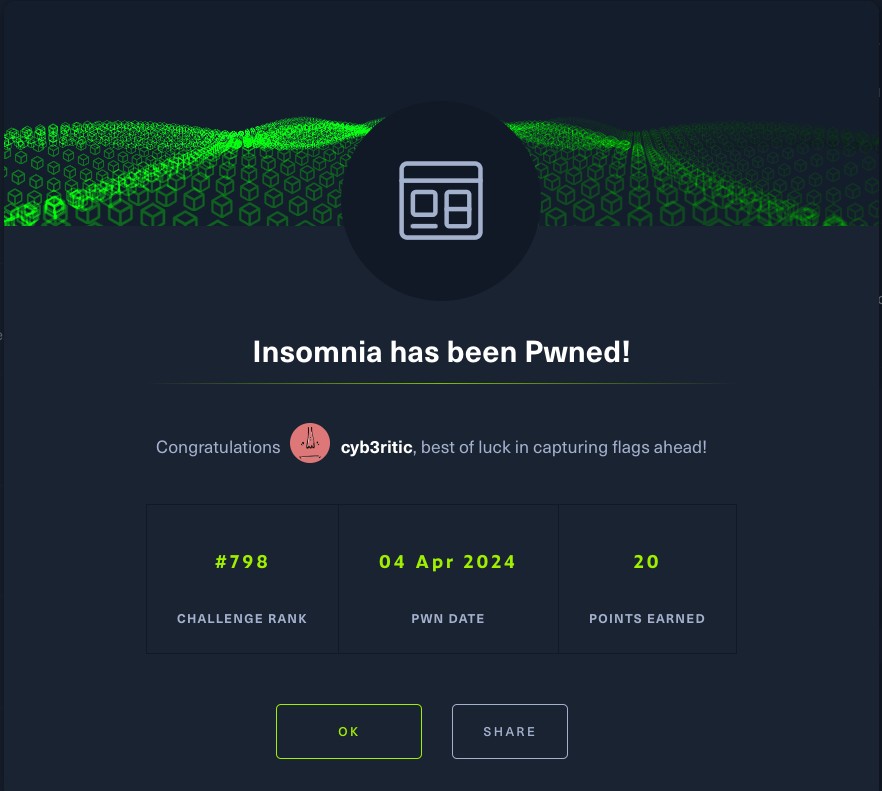 Insomnia has been Pwned!
Congratulations cyb3ritic, best of luck in capturing flags ahead!
#798 04 Apr 2024 20
CHALLENGE RANK PWN DATE POINTS EARNED
OK SHARE